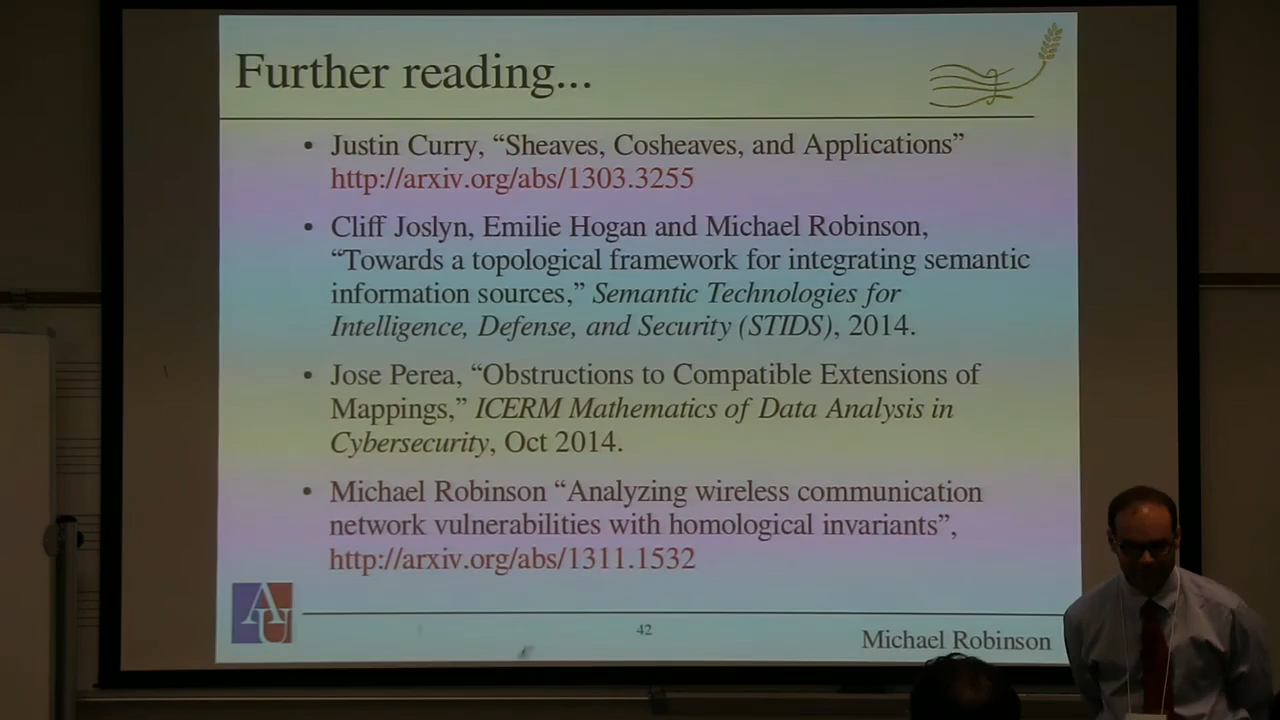 Further reading...
• Justin Curry, “Sheaves, Cosheaves, and Applications”
http://arxiv.org/abs/1303.3255
• Cliff Joslyn, Emilie Hogan and Michael Robinson,
“Towards a topological framework for integrating semantic
information sources,” Semantic Technologies for
Intelligence, Defense, and Security (STIDS), 2014.
• Jose Perea, “Obstructions to Compatible Extensions of
Mappings,” ICERM Mathematics of Data Analysis in
Cybersecurity, Oct 2014.
• Michael Robinson “Analyzing wireless communication
network vulnerabilities with homological invariants”,
http://arxiv.org/abs/1311.1532
AU
42
Michael Robinson